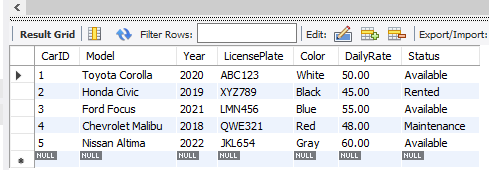 Result Grid Filter Rows: Edit: Export/Import:
CarID Model Year LicensePlate Color DailyRate Status
1 Toyota Corolla 2020 ABC123 White 50.00 Available
2 Honda Civic 2019 XYZ789 Black 45.00 Rented
3 Ford Focus 2021 LMN456 Blue 55.00 Available
4 Chevrolet Malibu 2018 QWE321 Red 48.00 Maintenance
5 Nissan Altima 2022 JKL654 Gray 60.00 Available
NULL NULL NULL NULL NULL NULL NULL